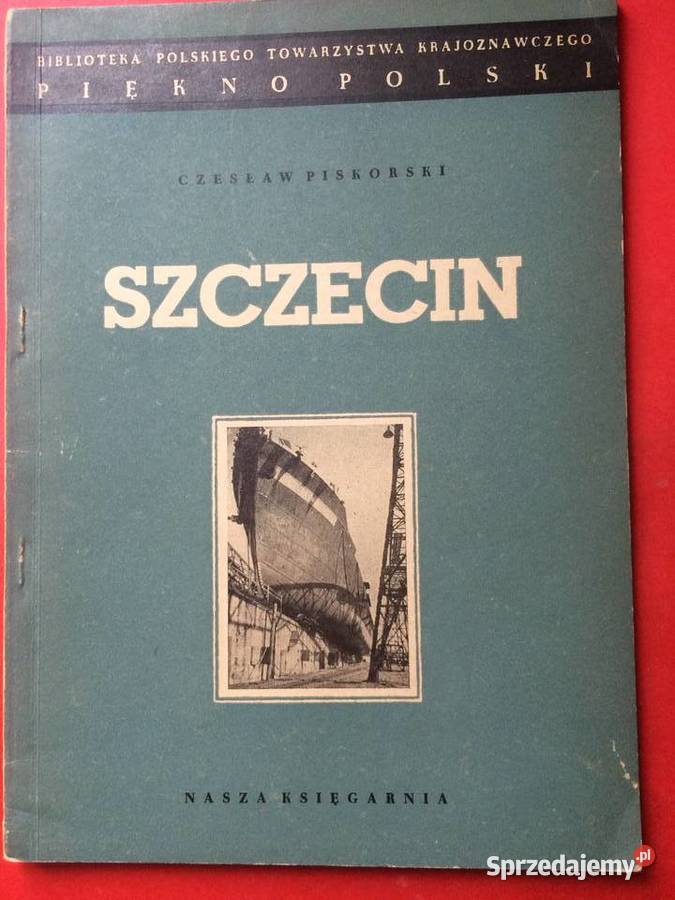 BIBLIOTEKA POLSKIEGO TOWARZYSTWA KRAJOZNAWCZEGO
PIĘKNO POLSKI
CZESŁAW PISKORSKI
SZCZECIN
NASZA KSIĘGARNIA
Sprzedajemy.pl